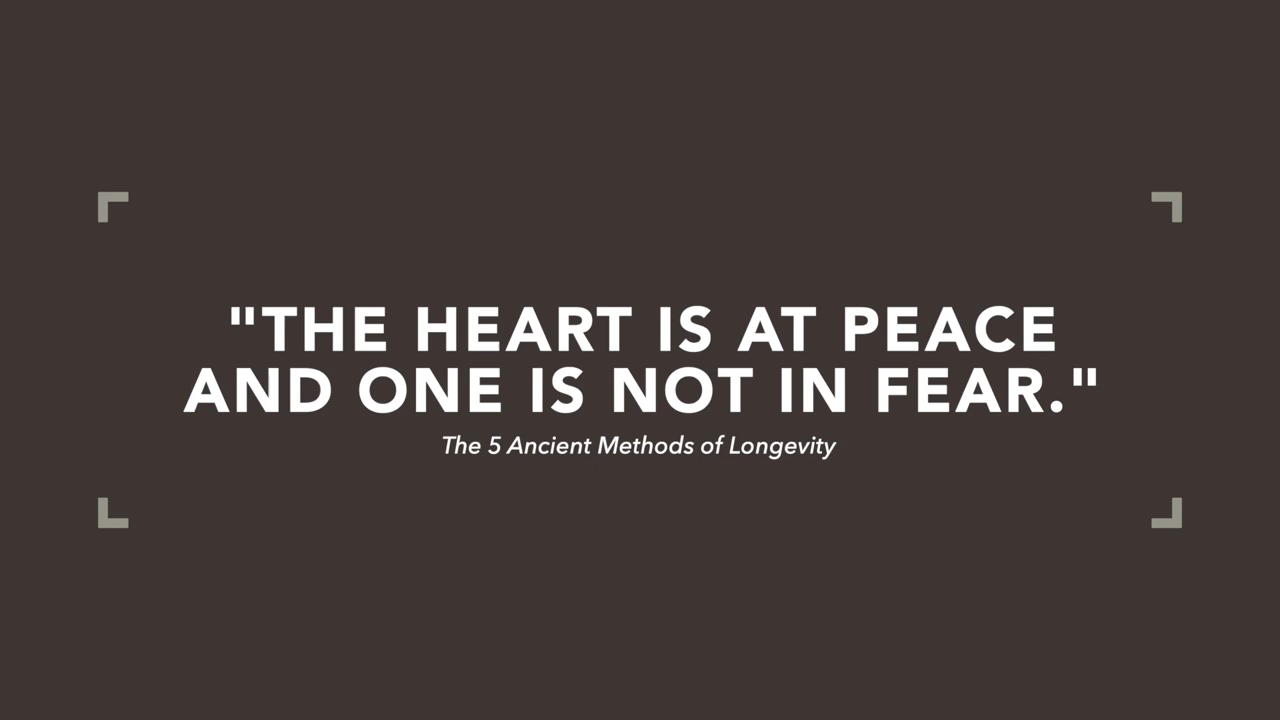 "THE HEART IS AT PEACE
AND ONE IS NOT IN FEAR."
The 5 Ancient Methods of Longevity